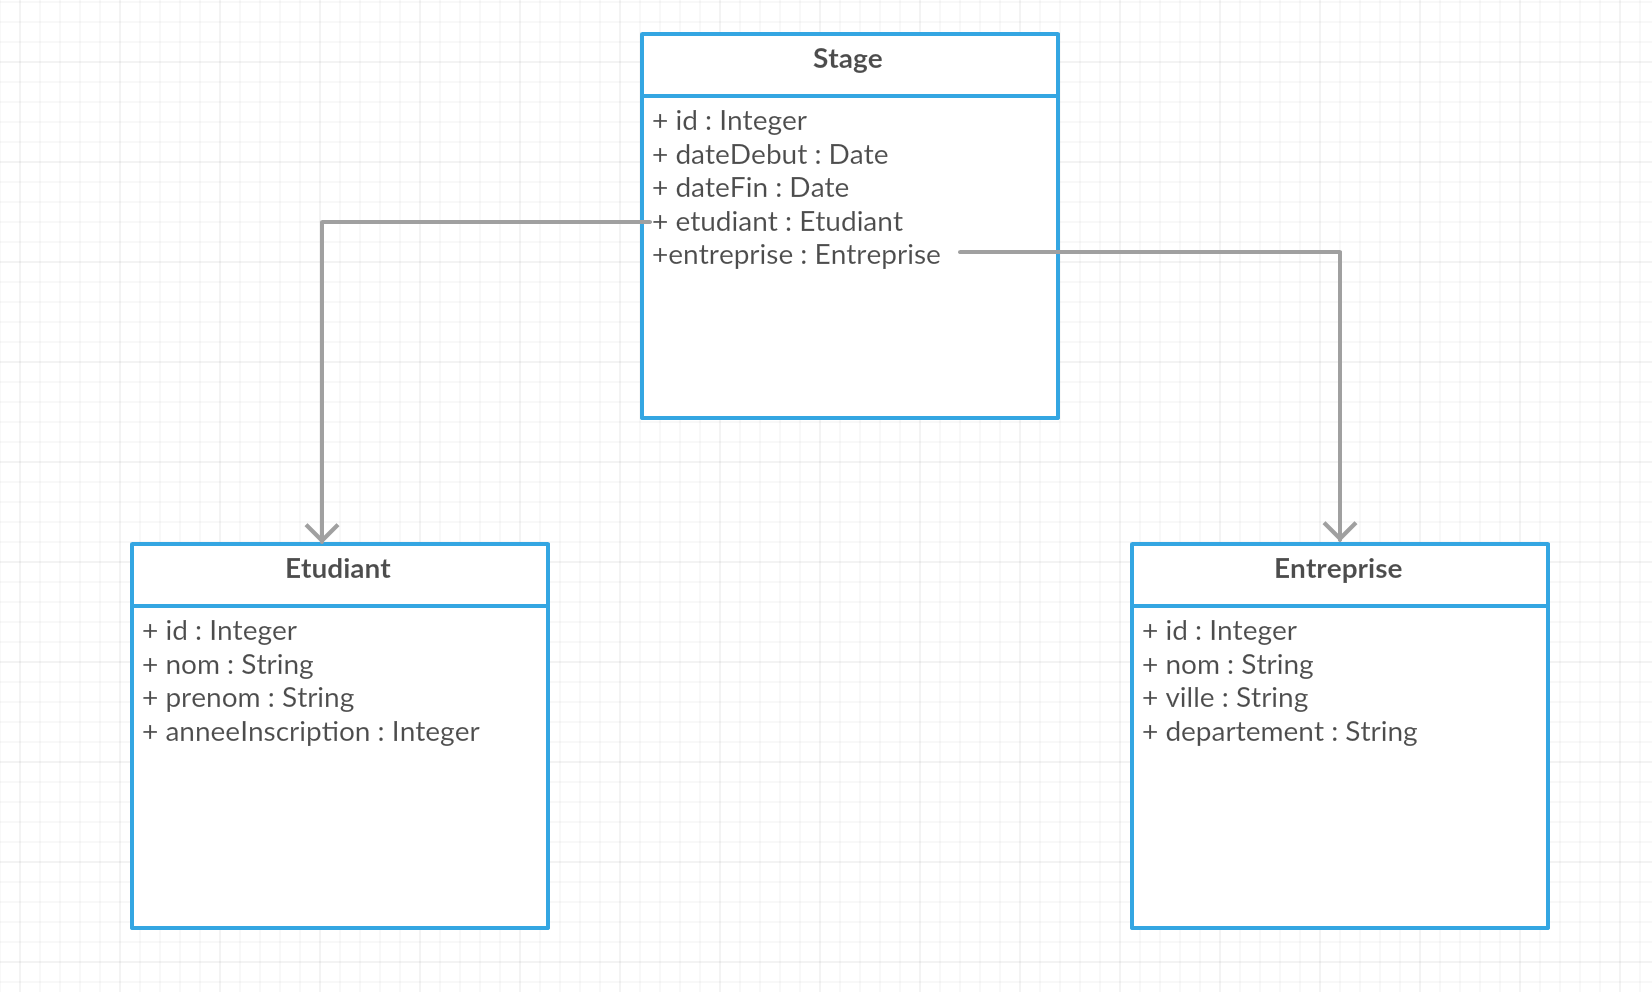 Stage
+ id : Integer
+ dateDebut : Date
+ dateFin : Date
+ etudiant : Etudiant
+entreprise : Entreprise
Etudiant
+ id : Integer
+ nom : String
+ prenom : String
+ anneeInscription : Integer
Entreprise
+ id : Integer
+ nom : String
+ ville : String
+ departement : String